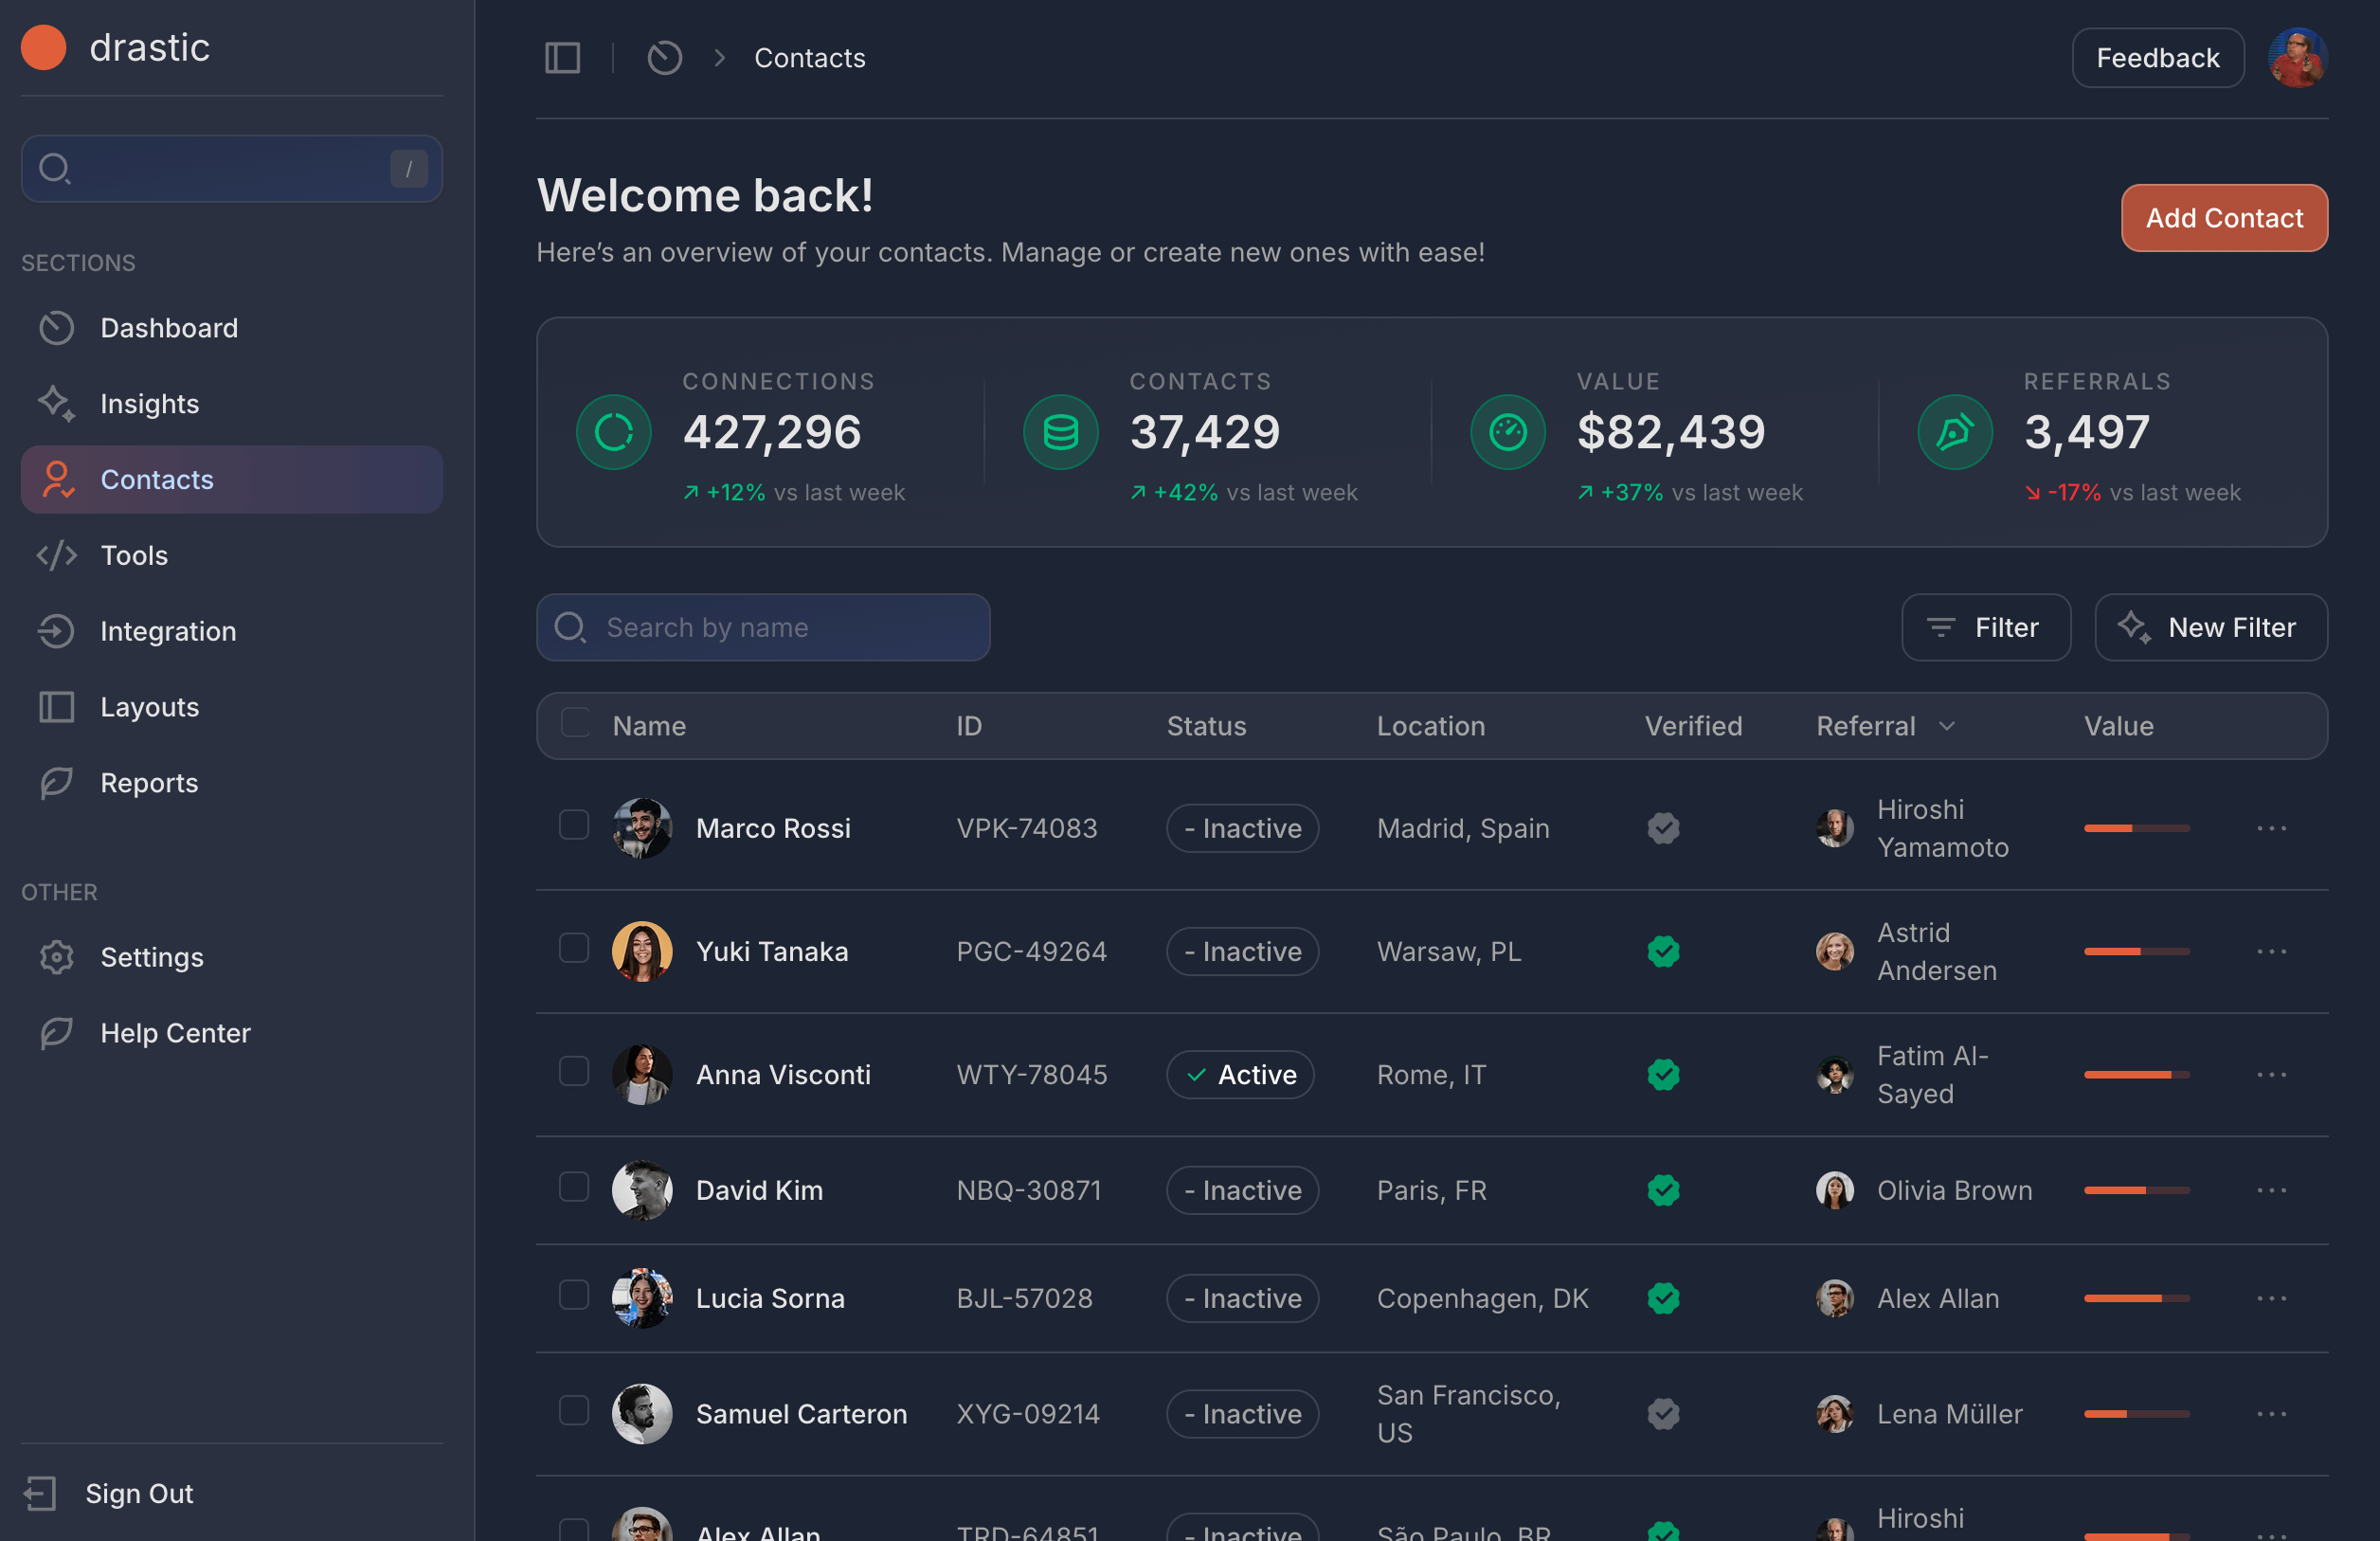 drastic
/
SECTIONS
Dashboard
Insights
Contacts
Tools
Integration
Layouts
Reports
OTHER
Settings
Help Center
Sign Out
Contacts
Feedback
Welcome back!
Here’s an overview of your contacts. Manage or create new ones with ease!
Add Contact
CONNECTIONS
427,296
+12% vs last week
CONTACTS
37,429
+42% vs last week
VALUE
$82,439
+37% vs last week
REFERRALS
3,497
-17% vs last week
Search by name
Filter
New Filter
Name ID Status Location Verified Referral Value
Marco Rossi VPK-74083 - Inactive Madrid, Spain Hiroshi
Yamamoto
Yuki Tanaka PGC-49264 - Inactive Warsaw, PL Astrid
Andersen
Anna Visconti WTY-78045 Active Rome, IT Fatim Al-
Sayed
David Kim NBQ-30871 - Inactive Paris, FR Olivia Brown
Lucia Sorna BJL-57028 - Inactive Copenhagen, DK Alex Allan
Samuel Carteron XYG-09214 - Inactive San Francisco,
US Lena Müller
Alex Allan TRD-64851 - Inactive São Paulo, BR Hiroshi